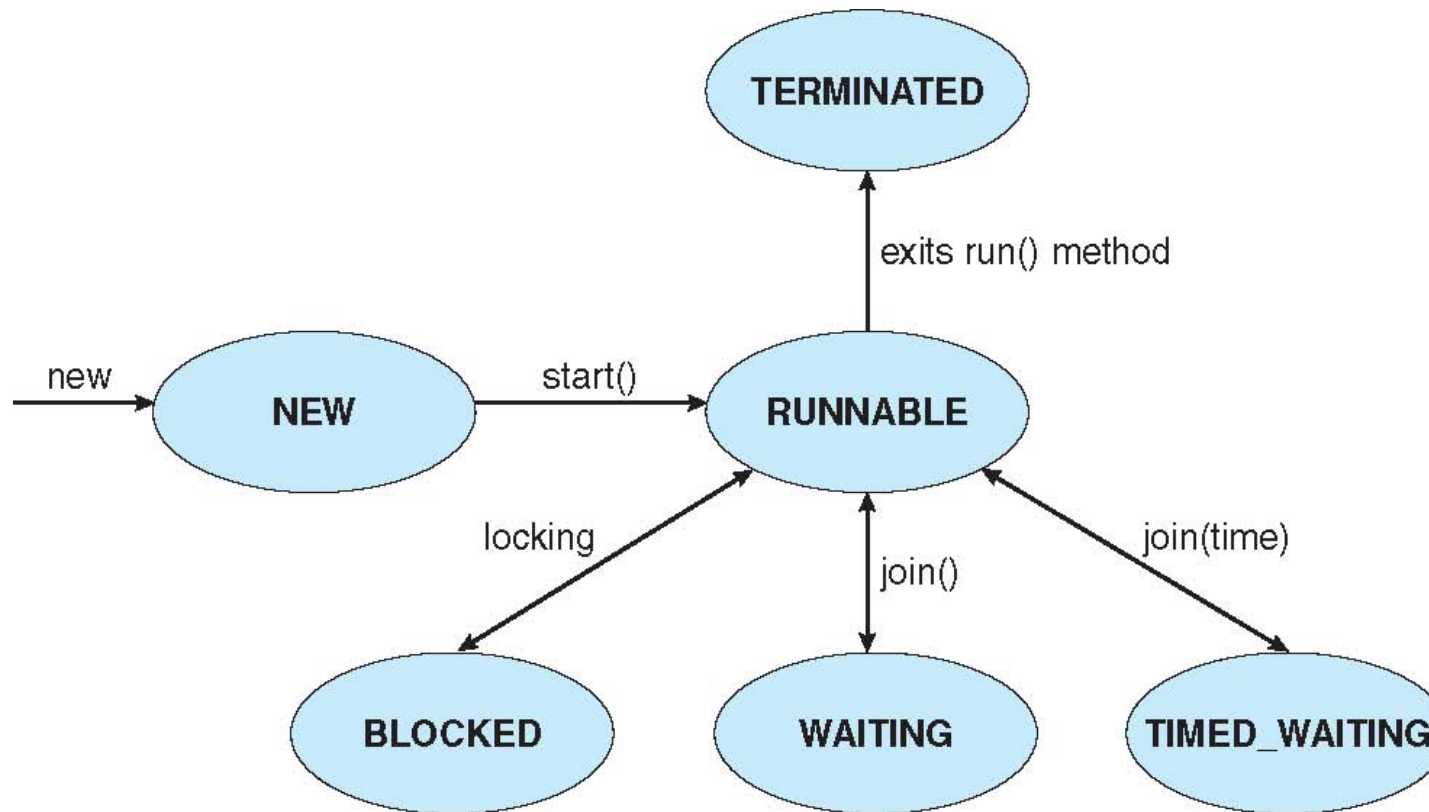 TERMINATED
exits run() method
new
start()
NEW
RUNNABLE
locking
join()
join(time)
BLOCKED
WAITING
TIMED_WAITING